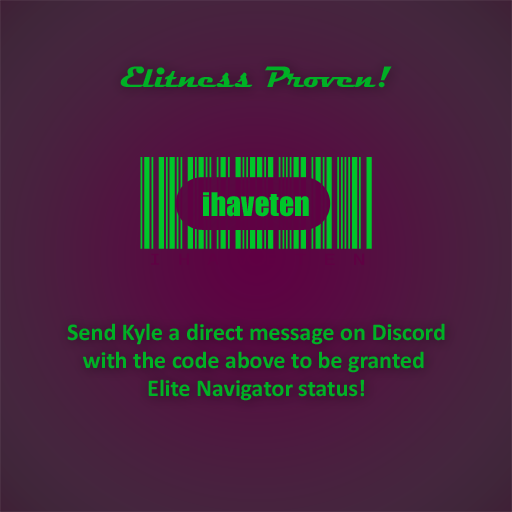 Elitness Proven!
ihaveten
Send Kyle a direct message on Discord
with the code above to be granted
Elite Navigator status!